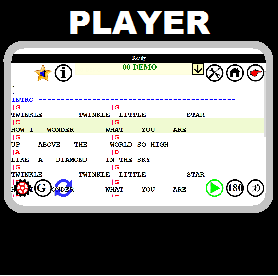 PLAYER
00 DEMO
INTRO
|G |G
TWINKLE TWINKLE LITTLE STAR
|G |G
HOW I WONDER WHAT YOU ARE
|G |G
UP ABOVE THE WORLD SO HIGH
|A |D
LIKE A DIAMOND IN THE SKY
|G |G
TWINKLE TWINKLE LITTLE STAR
|G |G
WONDER WHAT YOU ARE
G 180